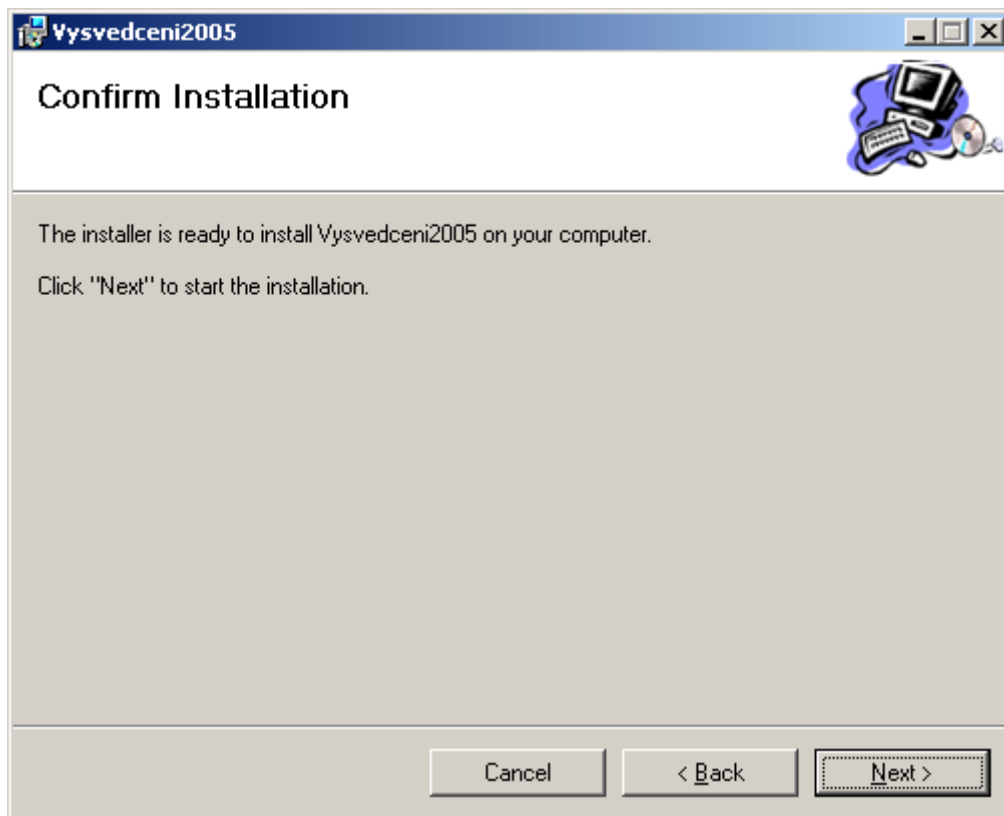 Vysvedceni2005
Confirm Installation
The installer is ready to install Vysvedceni2005 on your computer.
Click "Next" to start the installation.
Cancel
< Back
Next >